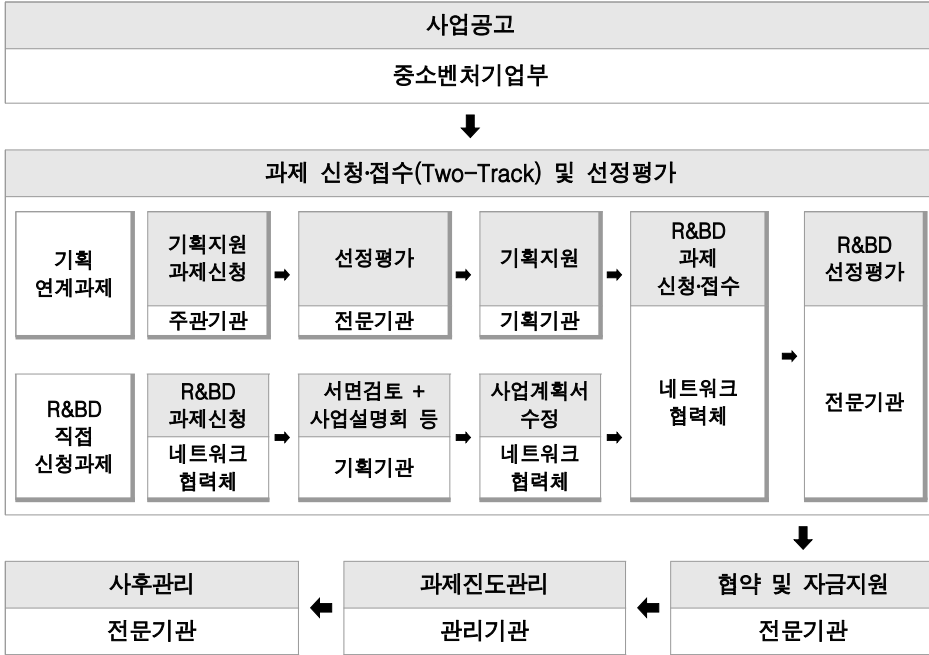 사업공고
중소벤처기업부
과제 신청·접수(Two-Track) 및 선정평가
기획
연계과제
기획지원
과제신청
주관기관
선정평가
전문기관
기획지원
기획기관
R&BD
과제
신청·접수
네트워크
협력체
R&BD
선정평가
전문기관
R&BD
직접
신청과제
R&BD
과제신청
네트워크
협력체
서면검토 +
사업설명회 등
기획기관
사업계획서
수정
네트워크
협력체
협약 및 자금지원
전문기관
과제진도관리
관리기관
사후관리
전문기관